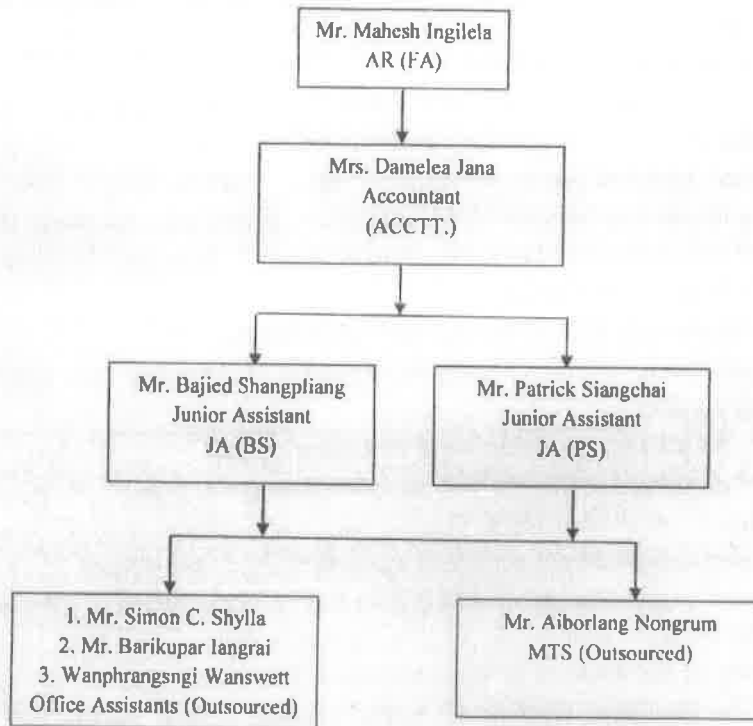 Mr. Mahesh Ingilela
AR (FA)
Mrs. Damelea Jana
Accountant
(ACCTT.)
Mr. Bajied Shangpliang
Junior Assistant
JA (BS)
Mr. Patrick Siangchai
Junior Assistant
JA (PS)
1. Mr. Simon C. Shylla
2. Mr. Barikupar Iangrai
3. Wanphrangsngi Wanswett
Office Assistants (Outsourced)
Mr. Aiborlang Nongrum
MTS (Outsourced)